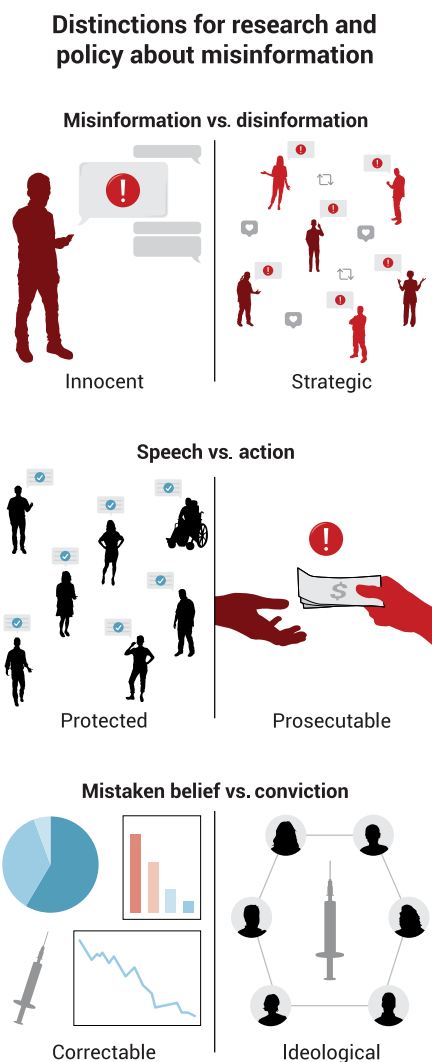 Distinctions for research and
policy about misinformation
Misinformation vs. disinformation
Innocent
Strategic
Speech vs. action
$
Protected
Prosecutable
Mistaken belief vs. conviction
Correctable
Ideological